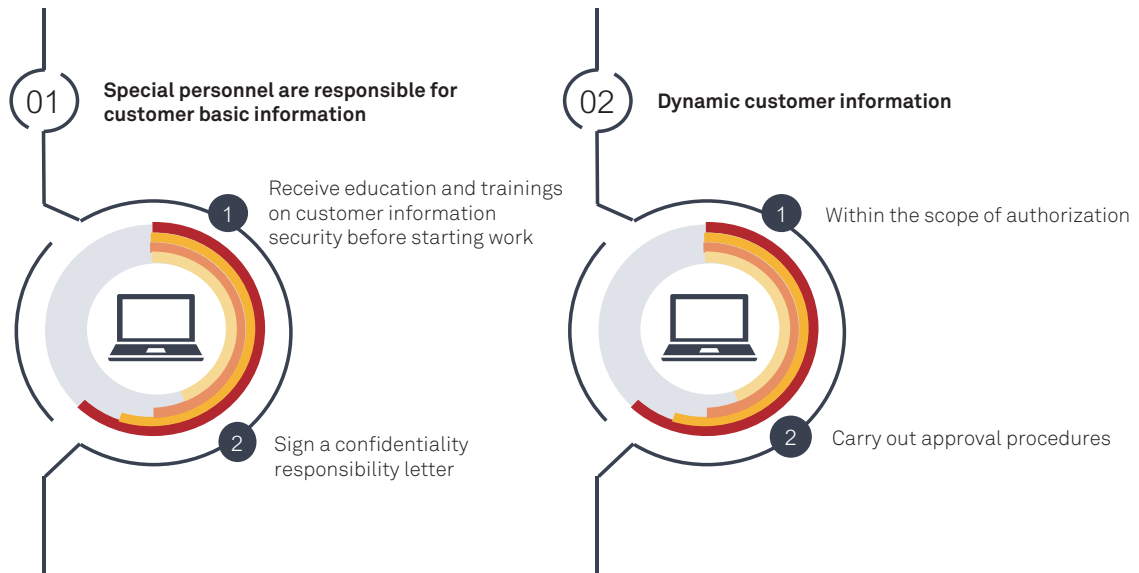 01
Special personnel are responsible for
customer basic information
1
Receive education and trainings
on customer information
security before starting work
2
Sign a confidentiality
responsibility letter
02
Dynamic customer information
1
Within the scope of authorization
2
Carry out approval procedures